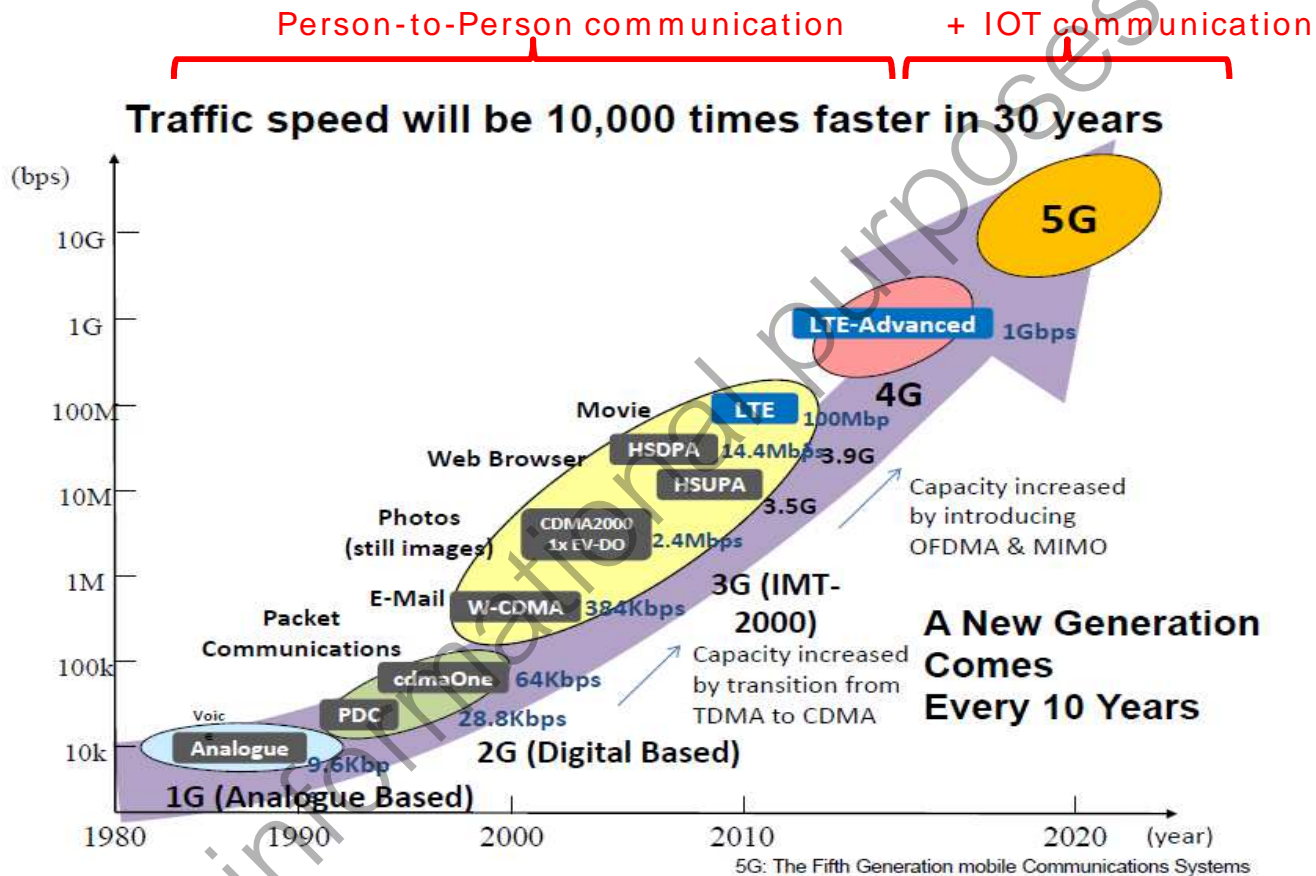 Person-to-Person communication
+ IOT communication
Traffic speed will be 10,000 times faster in 30 years
(bps)
10G
1G
100M
10M
1M
100k
10k
5G
LTE-Advanced
1Gbps
4G
Movie
LTE
100Mbp
HSDPA
14.4Mbps
3.9G
Web Browser
HSUPA
3.5G
Capacity increased
by introducing
OFDMA & MIMO
Photos
(still images)
CDMA2000
1x EV-DO
2.4Mbps
E-Mail
W-CDMA
384Kbps
3G (IMT-
2000)
Packet
Communications
cdmaOne
64Kbps
Capacity increased
by transition from
TDMA to CDMA
A New Generation
Comes
Every 10 Years
PDC
28.8Kbps
2G (Digital Based)
Voic
e
Analogue
9.6Kbp
1G (Analogue Based)
1980
1990
2000
2010
2020
(year)
5G: The Fifth Generation mobile Communications Systems
informational purposes